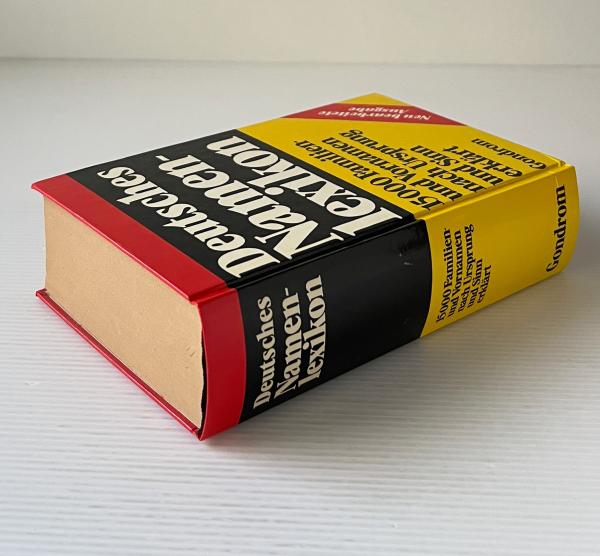 Deutsches
Namen-
lexikon
15000 Familien-
und Vornamen
nach Ursprung
und Sinn
erklärt
Gondrom
Neu bearbeitete
Ausgabe
Deutsches
Namen-
lexikon
15000 Familien-
und Vornamen
nach Ursprung
und Sinn
erklärt
Gondrom